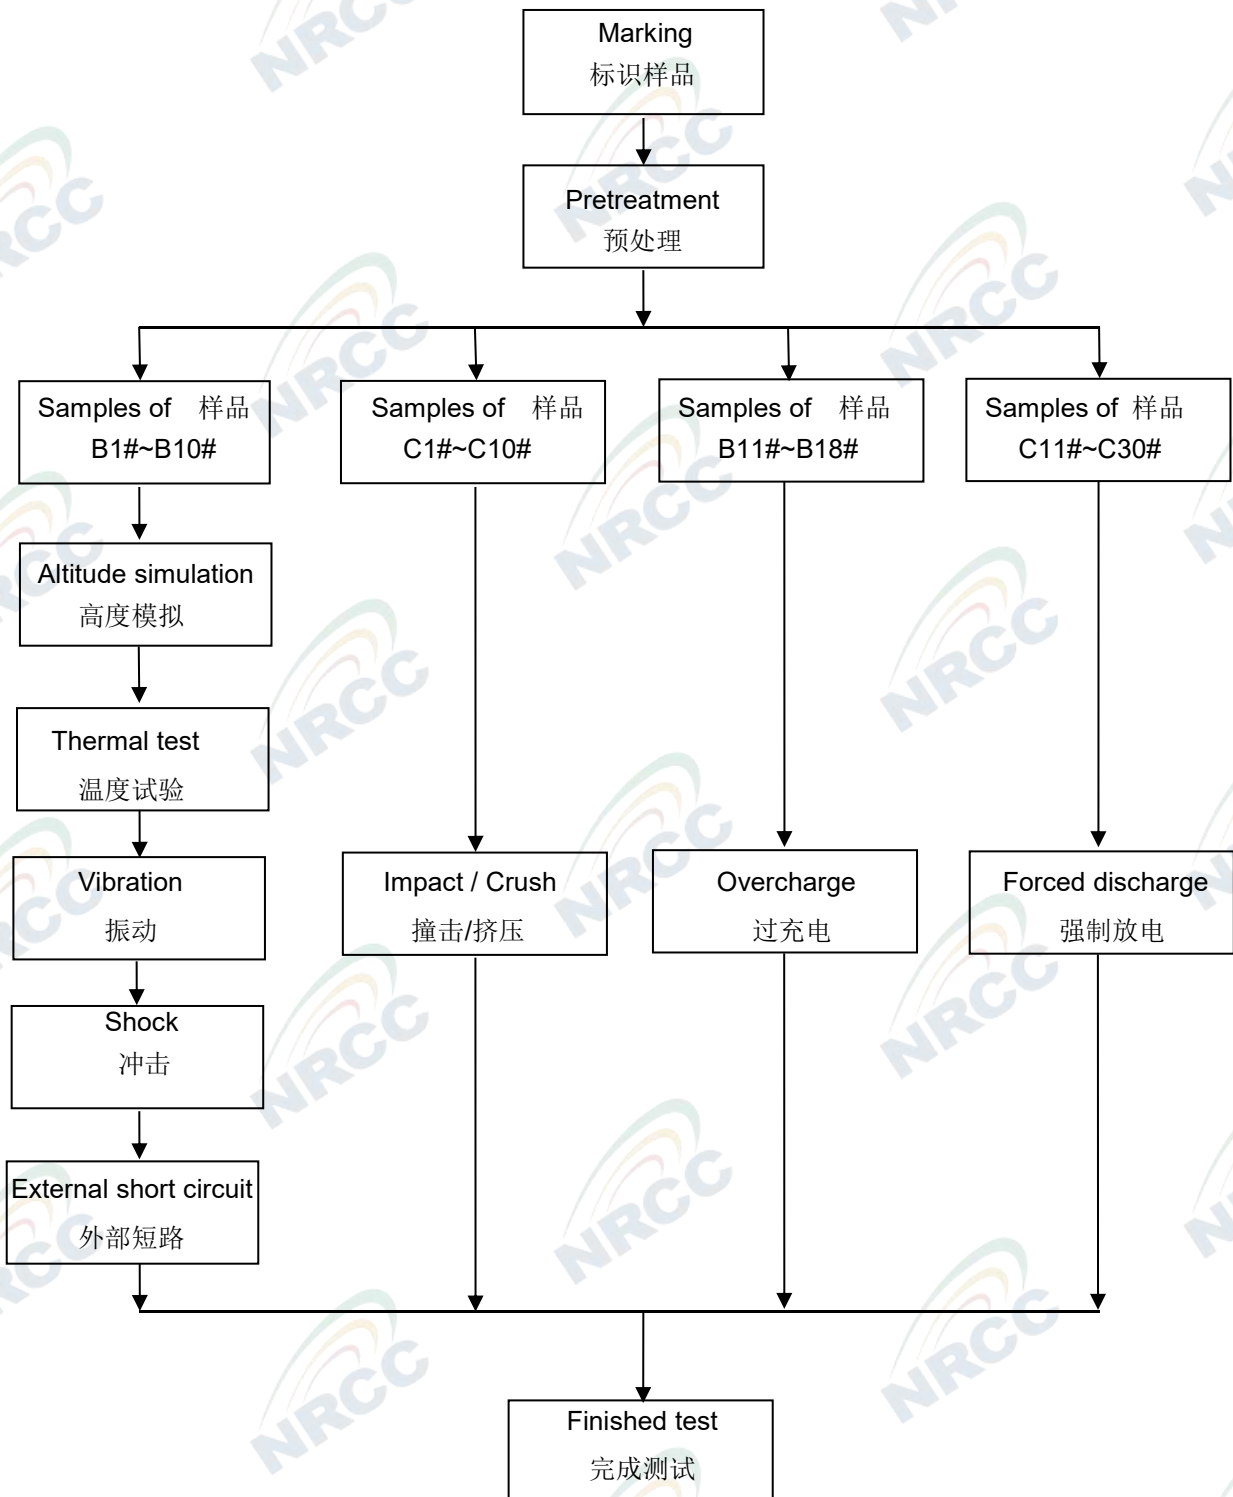 Marking
标识样品
Pretreatment
预处理
Samples of 样品
B1#~B10#
Samples of 样品
C1#~C10#
Samples of 样品
B11#~B18#
Samples of 样品
C11#~C30#
Altitude simulation
高度模拟
Thermal test
温度试验
Vibration
振动
Impact / Crush
撞击/挤压
Overcharge
过充电
Forced discharge
强制放电
Shock
冲击
External short circuit
外部短路
Finished test
完成测试
NRCC